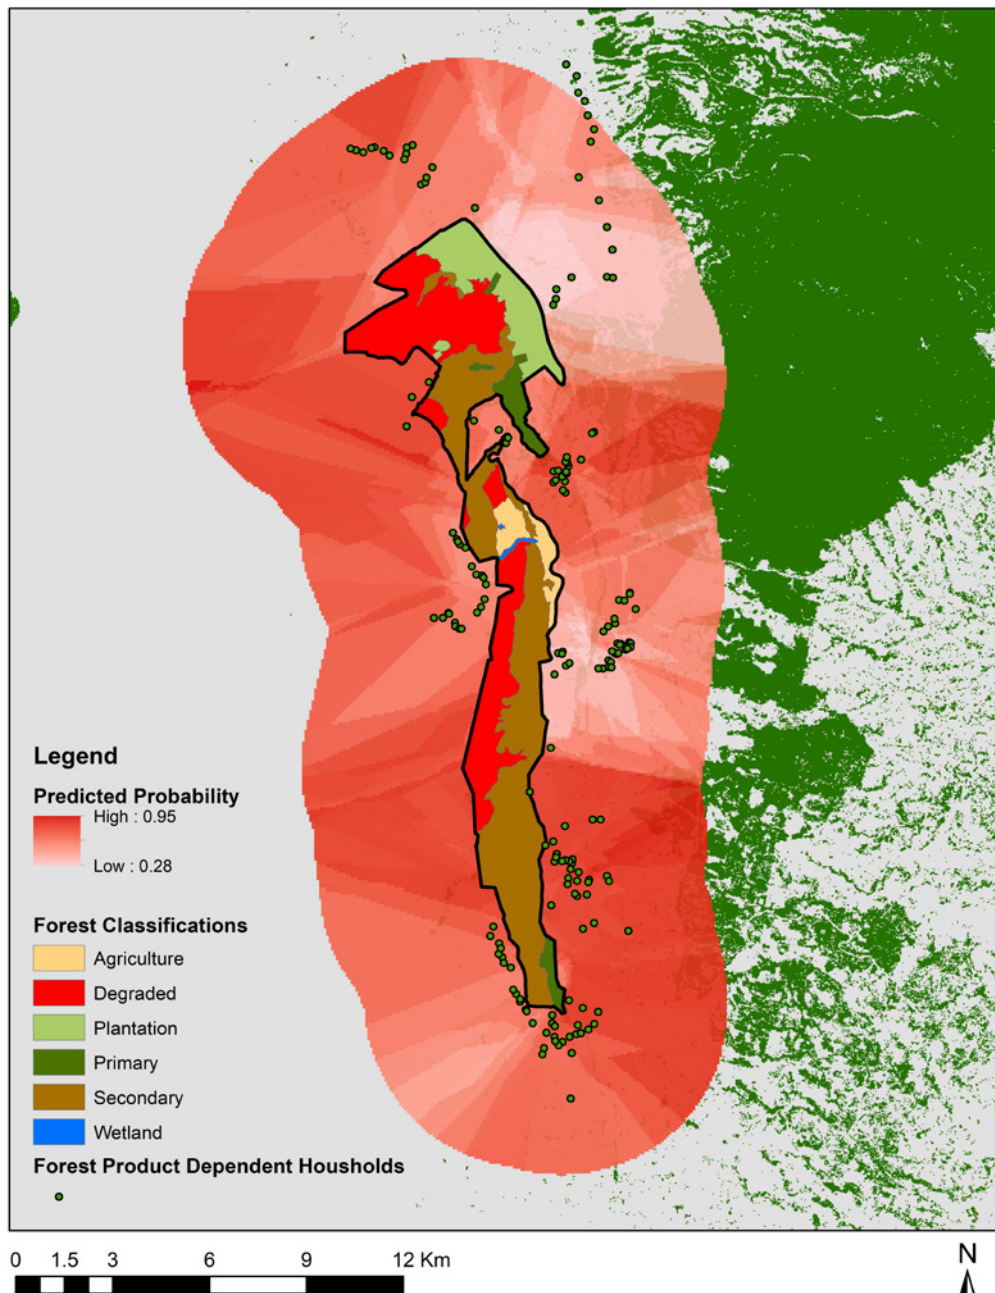 Legend
Predicted Probability
High : 0.95
Low : 0.28
Forest Classifications
Agriculture
Degraded
Plantation
Primary
Secondary
Wetland
Forest Product Dependent Housholds
0 1.5 3 6 9 12 Km
N